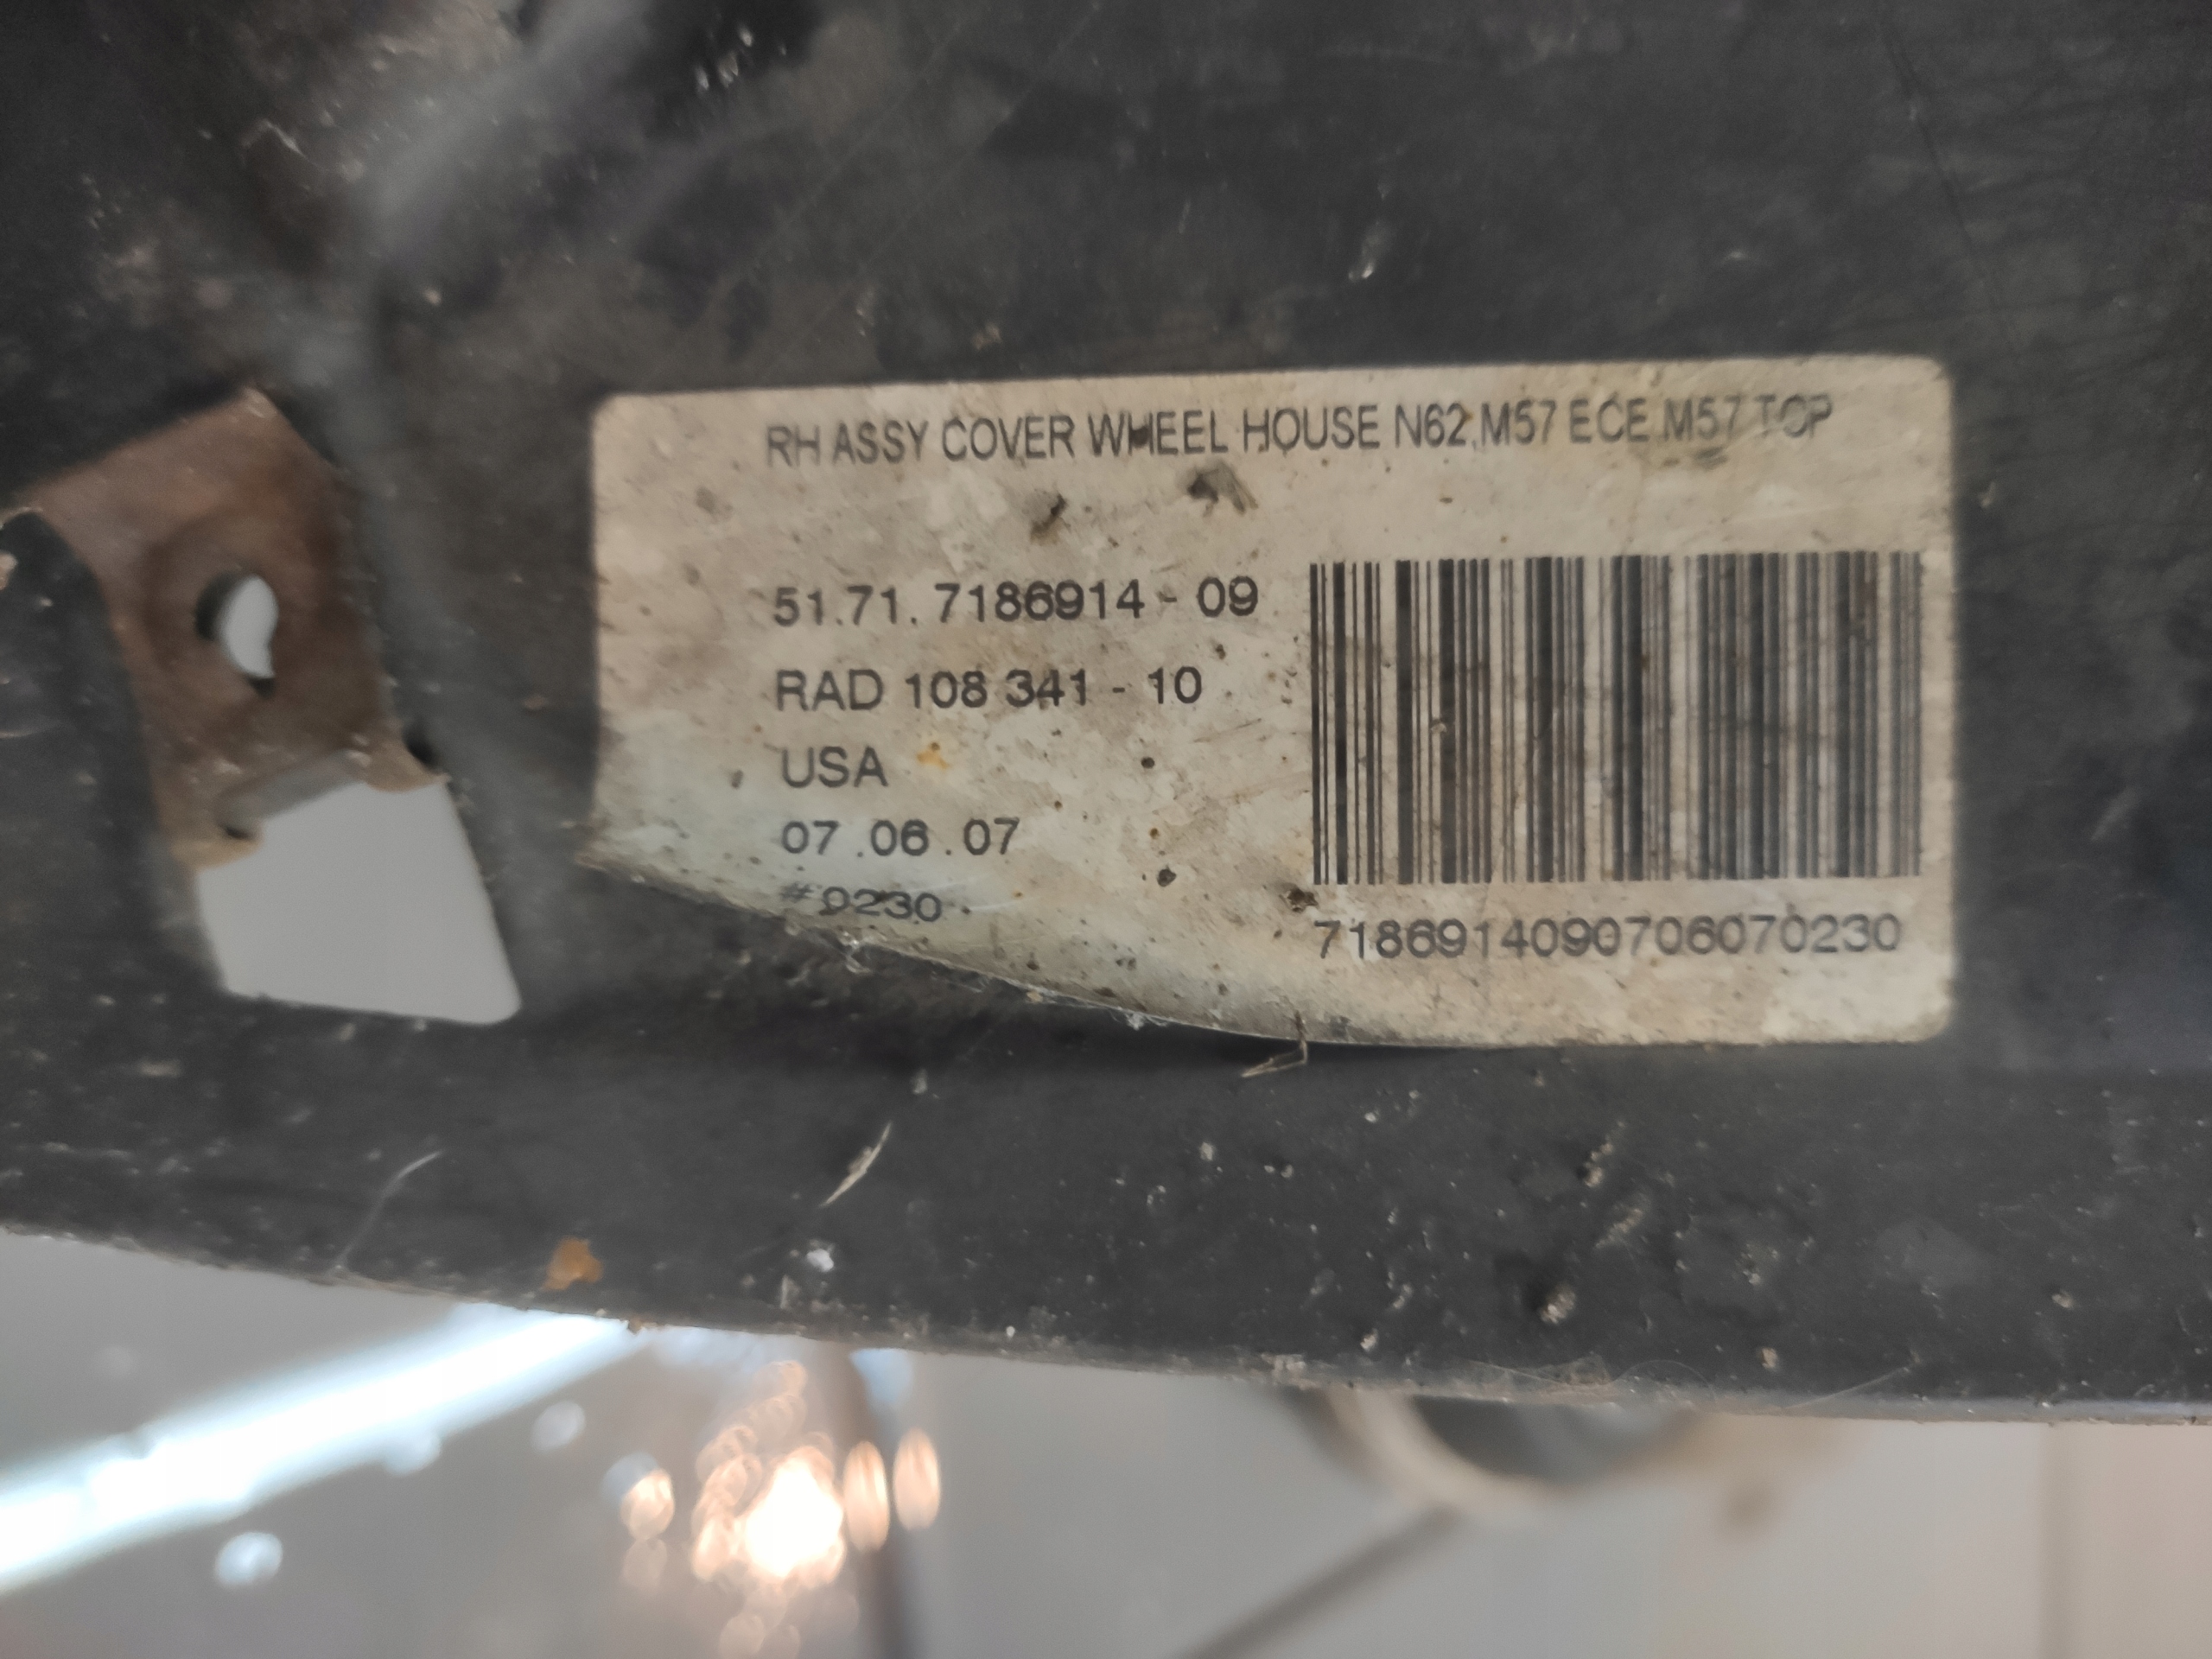 RH ASSY COVER WHEEL HOUSE N62,M57 ECE M57 TOP
51.71. 7186914 - 09
RAD 108 341 - 10
USA
07 .06 . 07
#0230
7186914090706070230